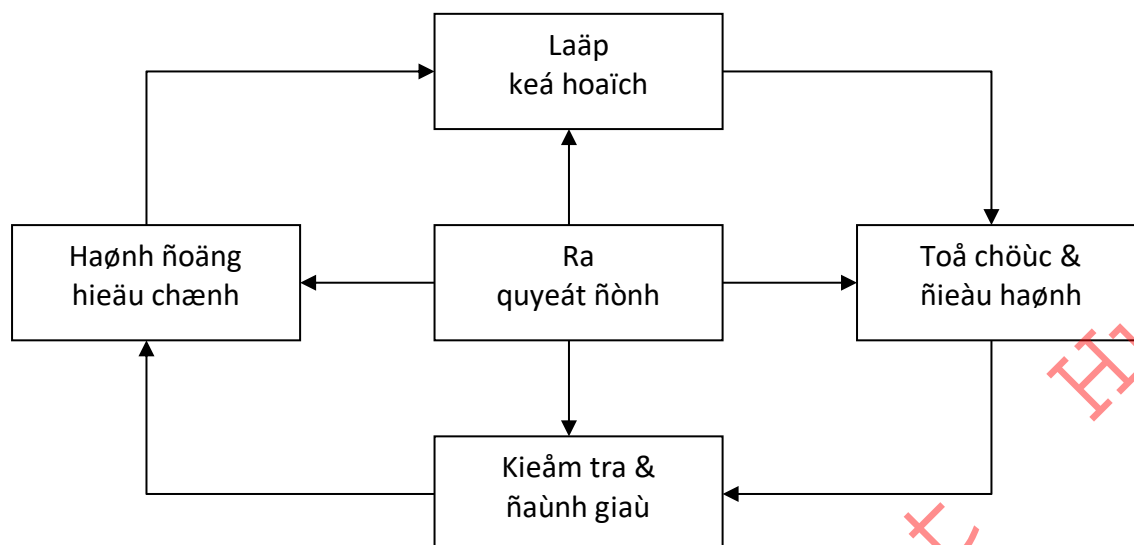 Laäp
keá hoaïch
Haønh ñoäng
hieäu chænh
Ra
quyeát ñònh
Toå chöùc &
ñieàu haønh
Kieåm tra &
ñaùnh giaù